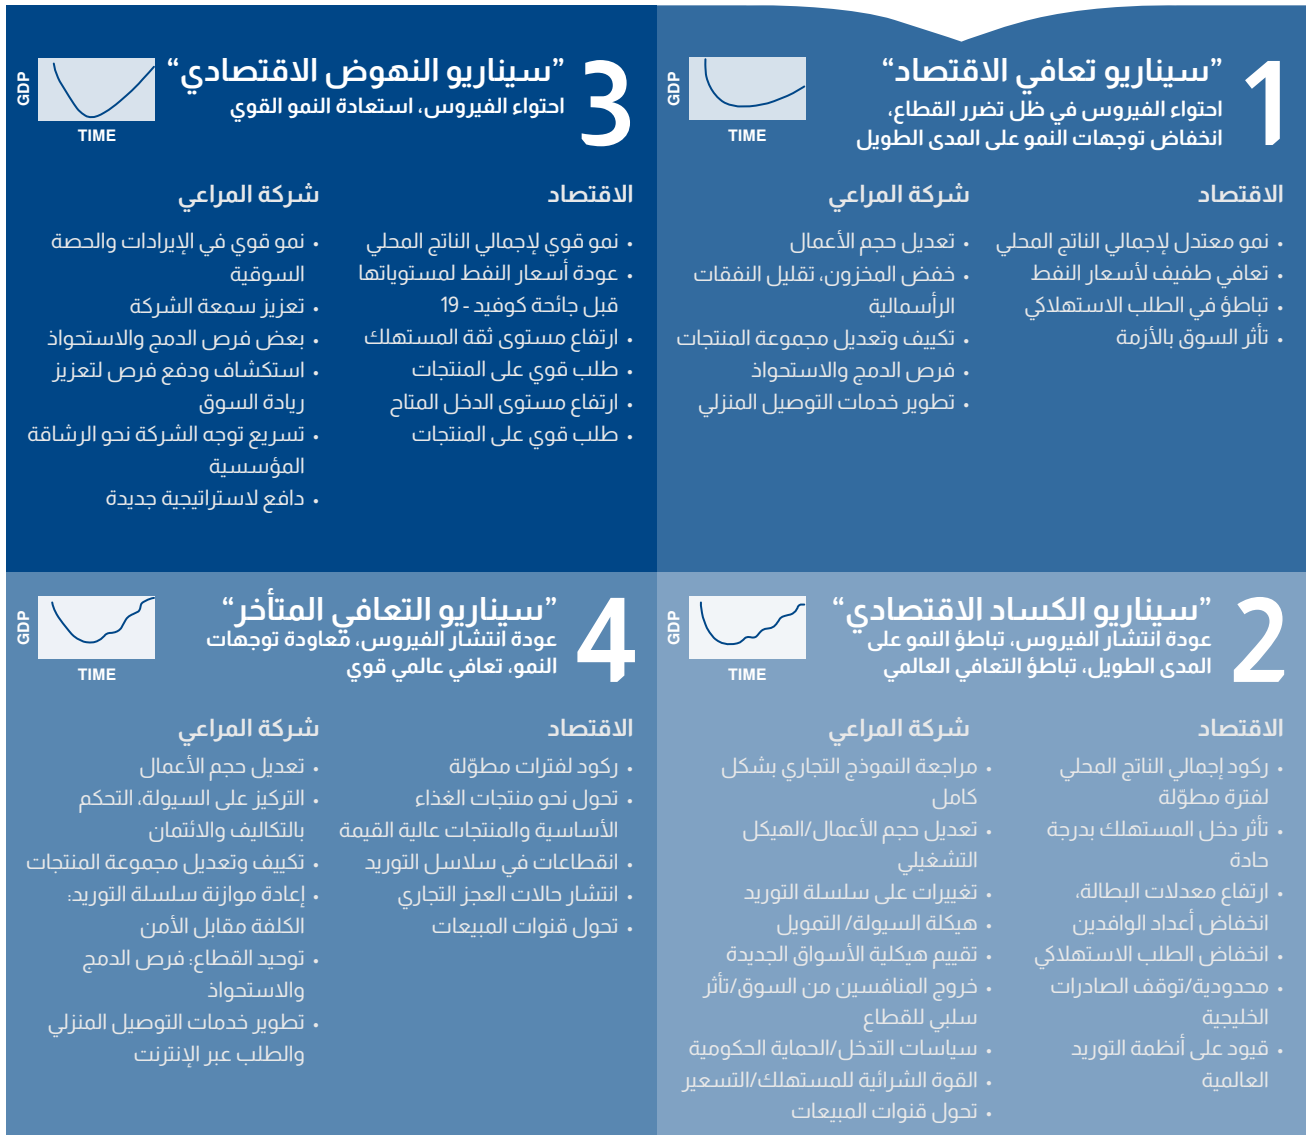 1
”سيناريو تعافي الاقتصاد“
احتواء الفيروس في ظل تضرر القطاع،
انخفاض توجهات النمو على المدى الطويل
GDP
TIME
الاقتصاد
• نمو معتدل لإجمالي الناتج المحلي
• تعافي طفيف لأسعار النفط
• تباطؤ في الطلب الاستهلاكي
• تأثر السوق بالأزمة
شركة المراعي
• تعديل حجم الأعمال
• خفض المخزون، تقليل النفقات
الرأسمالية
• تكييف وتعديل مجموعة المنتجات
• فرص الدمج والاستحواذ
• تطوير خدمات التوصيل المنزلي
2
”سيناريو الكساد الاقتصادي“
عودة انتشار الفيروس، تباطؤ النمو على
المدى الطويل، تباطؤ التعافي العالمي
GDP
TIME
الاقتصاد
• ركود إجمالي الناتج المحلي
لفترة مطوّلة
• تأثر دخل المستهلك بدرجة
حادة
• ارتفاع معدلات البطالة،
انخفاض أعداد الوافدين
• انخفاض الطلب الاستهلاكي
• محدودية/توقف الصادرات
الخليجية
• قيود على أنظمة التوريد
العالمية
شركة المراعي
• مراجعة النموذج التجاري بشكل
كامل
• تعديل حجم الأعمال/الهيكل
التشغيلي
• تغييرات على سلسلة التوريد
• هيكلة السيولة/ التمويل
• تقييم هيكلية الأسواق الجديدة
• خروج المنافسين من السوق/تأثر
سلبي للقطاع
• سياسات التدخل/الحماية الحكومية
• القوة الشرائية للمستهلك/التسعير
• تحول قنوات المبيعات
3
”سيناريو النهوض الاقتصادي“
احتواء الفيروس، استعادة النمو القوي
GDP
TIME
الاقتصاد
• نمو قوي لإجمالي الناتج المحلي
• عودة أسعار النفط لمستوياتها
قبل جائحة كوفيد - 19
• ارتفاع مستوى ثقة المستهلك
• طلب قوي على المنتجات
• ارتفاع مستوى الدخل المتاح
• طلب قوي على المنتجات
شركة المراعي
• نمو قوي في الإيرادات والحصة
السوقية
• تعزيز سمعة الشركة
• بعض فرص الدمج والاستحواذ
• استكشاف ودفع فرص لتعزيز
ريادة السوق
• تسريع توجه الشركة نحو الرشاقة
المؤسسية
• دافع لاستراتيجية جديدة
4
”سيناريو التعافي المتأخر“
عودة انتشار الفيروس، معاودة توجهات
النمو، تعافي عالمي قوي
GDP
TIME
الاقتصاد
• ركود لفترات مطوّلة
• تحول نحو منتجات الغذاء
الأساسية والمنتجات عالية القيمة
• انقطاعات في سلاسل التوريد
• انتشار حالات العجز التجاري
• تحول قنوات المبيعات
شركة المراعي
• تعديل حجم الأعمال
• التركيز على السيولة، التحكم
بالتكاليف والائتمان
• تكييف وتعديل مجموعة المنتجات
• إعادة موازنة سلسلة التوريد:
الكلفة مقابل الأمن
• توحيد القطاع: فرص الدمج
والاستحواذ
• تطوير خدمات التوصيل المنزلي
والطلب عبر الإنترنت